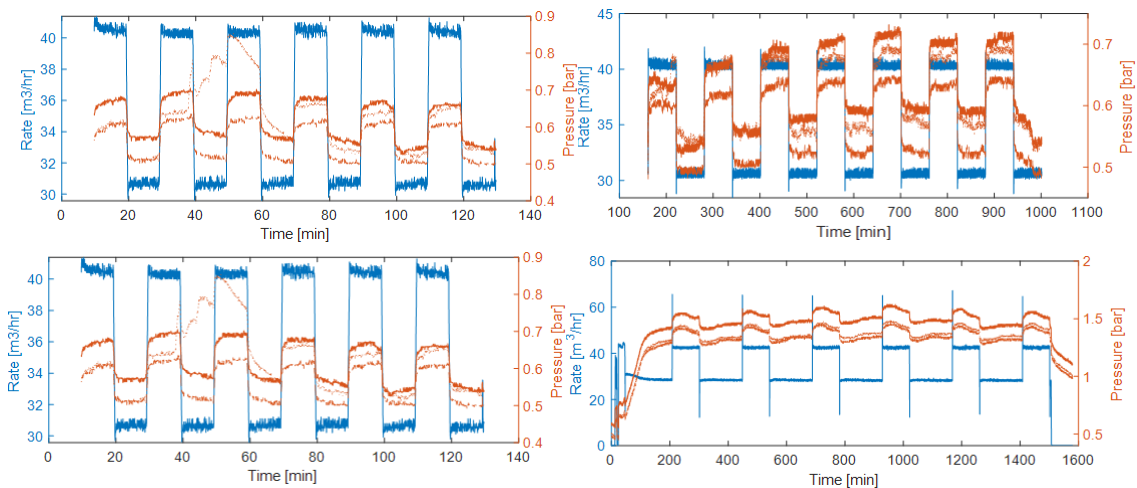 40
38
36
34
32
30
Rate [m3/hr]
0.9
0.8
0.7
0.6
0.5
0.4
Pressure [bar]
0 20 40 60 80 100 120 140
Time [min]
45
40
35
30
Rate [m3/hr]
0.7
0.6
0.5
Pressure [bar]
100 200 300 400 500 600 700 800 900 1000 1100
Time [min]
40
38
36
34
32
30
Rate [m3/hr]
0.9
0.8
0.7
0.6
0.5
0.4
Pressure [bar]
0 20 40 60 80 100 120 140
Time [min]
80
60
40
20
0
Rate [m³/hr]
2
1.5
1
0.5
Pressure [bar]
0 200 400 600 800 1000 1200 1400 1600
Time [min]